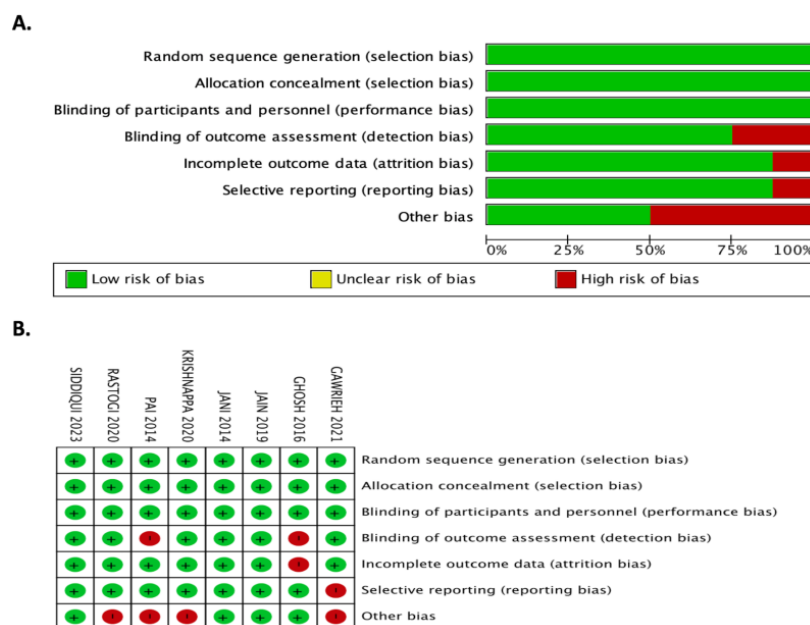 A.
Random sequence generation (selection bias)
Allocation concealment (selection bias)
Blinding of participants and personnel (performance bias)
Blinding of outcome assessment (detection bias)
Incomplete outcome data (attrition bias)
Selective reporting (reporting bias)
Other bias
0% 25% 50% 75% 100%
Low risk of bias Unclear risk of bias High risk of bias
B.
SIDDIQUI 2023
RASTOGI 2020
PAI 2014
KRISHNAPPA 2020
JANI 2014
JAIN 2019
GHOSH 2016
GAWRIEH 2021
+ + + + + + + + Random sequence generation (selection bias)
+ + + + + + + + Allocation concealment (selection bias)
+ + + + + + + + Blinding of participants and personnel (performance bias)
+ + - + + + - + Blinding of outcome assessment (detection bias)
+ + + + + + - + Incomplete outcome data (attrition bias)
+ + + + + + + - Selective reporting (reporting bias)
+ - - - + + + - Other bias